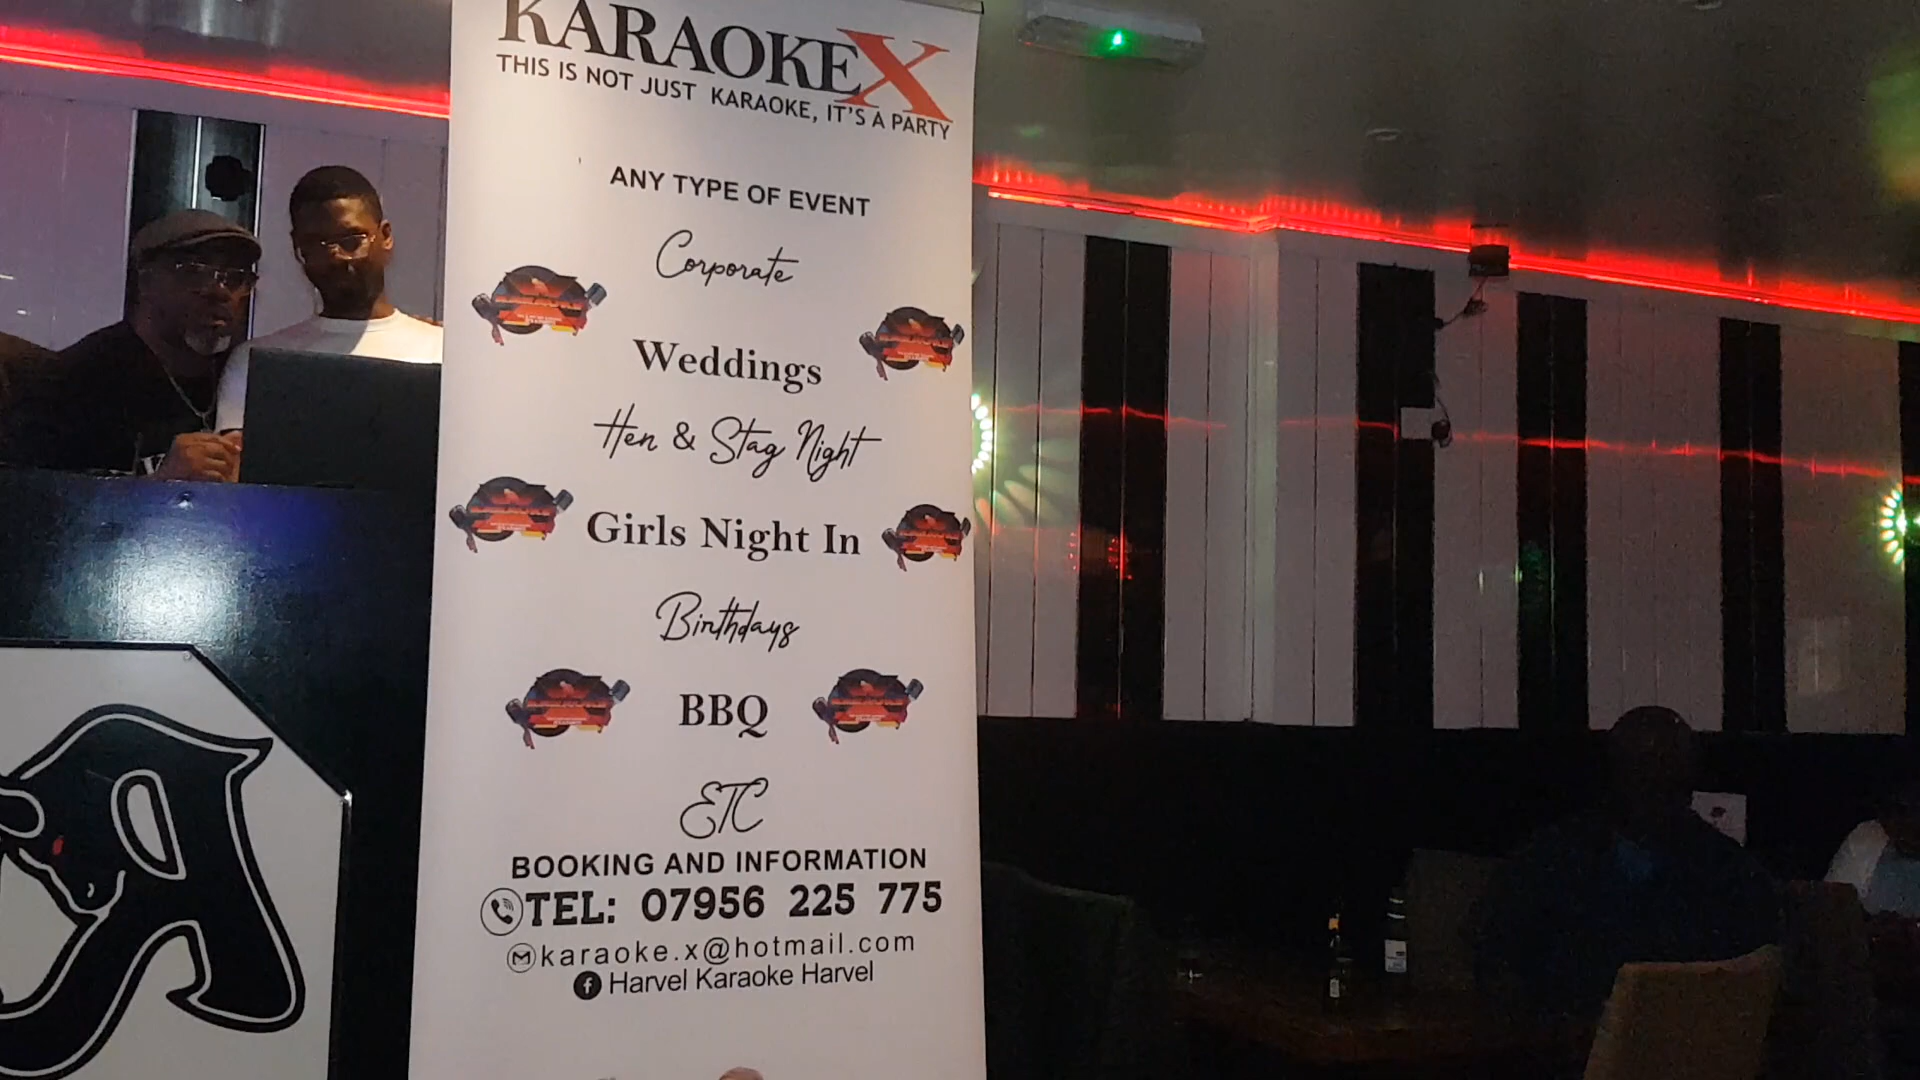 KARAOKEX
THIS IS NOT JUST KARAOKE, IT'S A PARTY
ANY TYPE OF EVENT
Corporate
Weddings
Hen & Stag Night
Girls Night In
Birthdays
BBQ
ETC
BOOKING AND INFORMATION
TEL: 07956 225 775
karaoke.x@hotmail.com
Harvel Karaoke Harvel